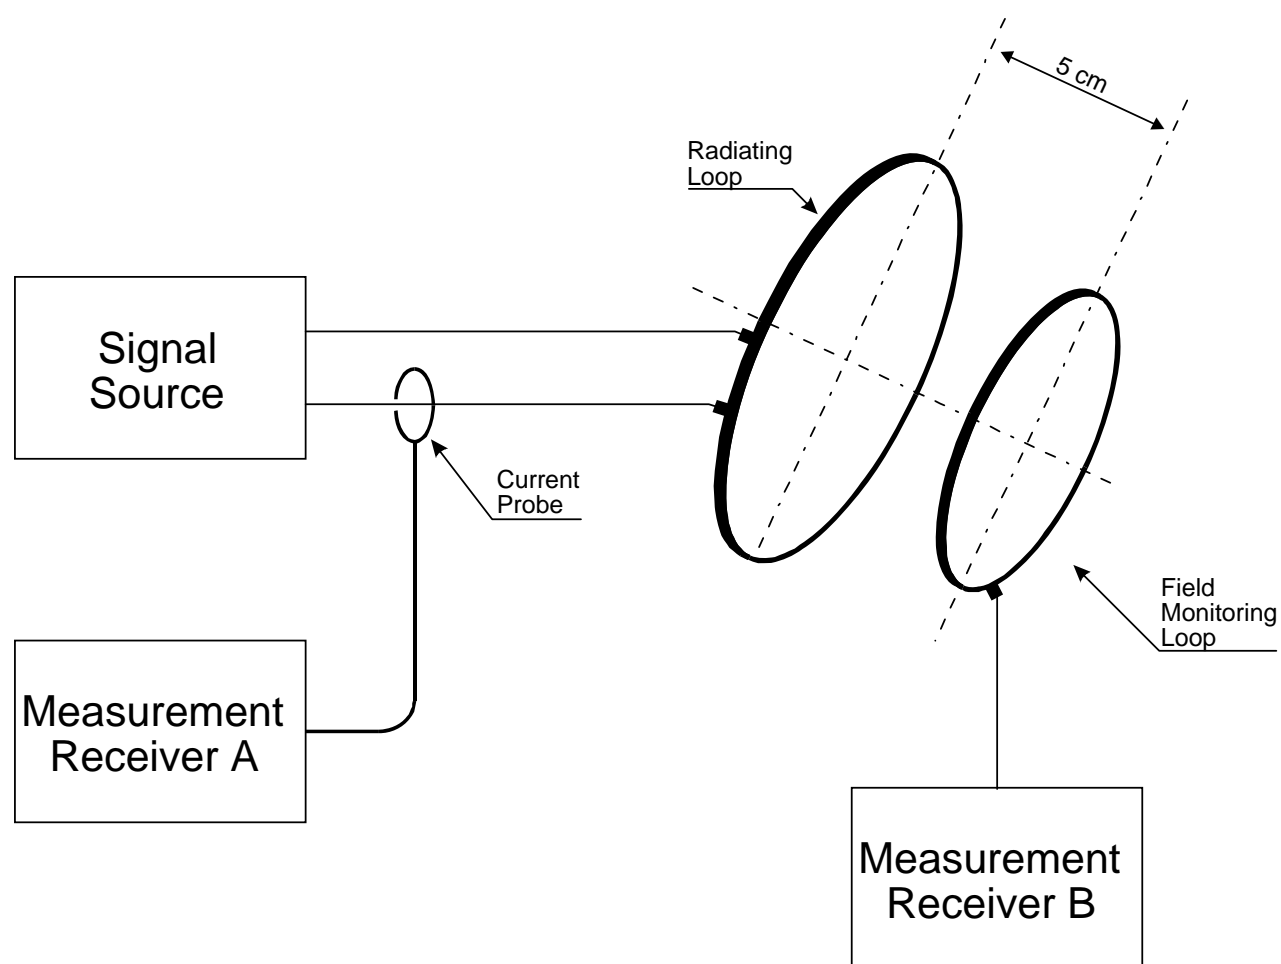 5 cm
Radiating
Loop
Signal
Source
Current
Probe
Field
Monitoring
Loop
Measurement
Receiver A
Measurement
Receiver B